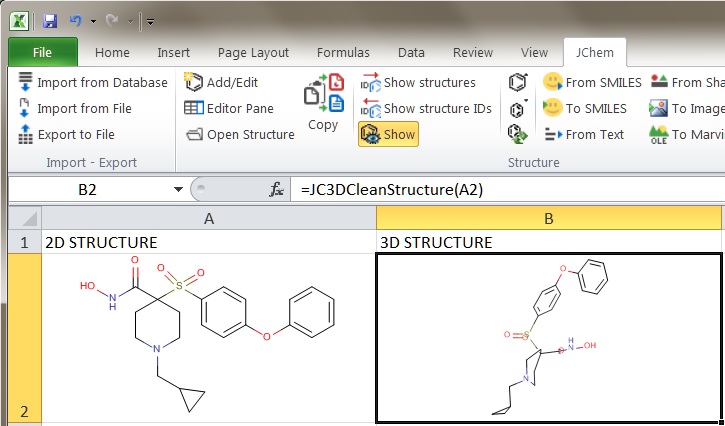 File Home Insert Page Layout Formulas Data Review View JChem
Import from Database Add/Edit Show structures From SMILES From Sha
Import from File Editor Pane Copy Show structure IDs To SMILES To Image
Export to File Open Structure Show From Text To Marvi
Import - Export Structure
B2 fx =JC3DCleanStructure(A2)
A B
1 2D STRUCTURE 3D STRUCTURE
2
O
HO N H
S O O
O
N
O
S O
O
N H OH
N